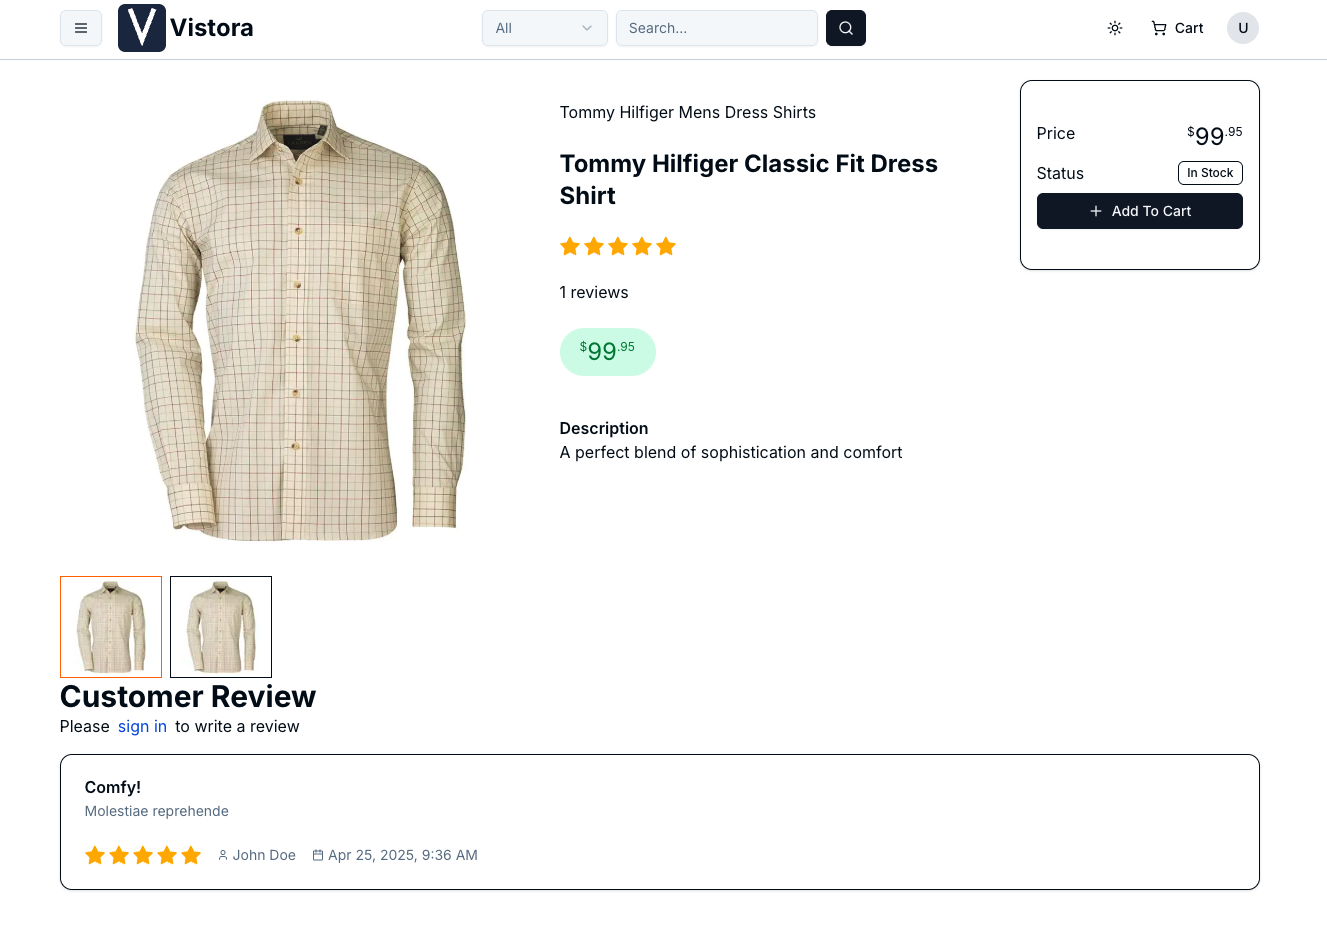 V Vistora
All
Search...
Cart
U
Tommy Hilfiger Mens Dress Shirts
Tommy Hilfiger Classic Fit Dress
Shirt
1 reviews
$99.95
Description
A perfect blend of sophistication and comfort
Price $99.95
Status In Stock
Add To Cart
Customer Review
Please sign in to write a review
Comfy!
Molestiae reprehende
John Doe Apr 25, 2025, 9:36 AM